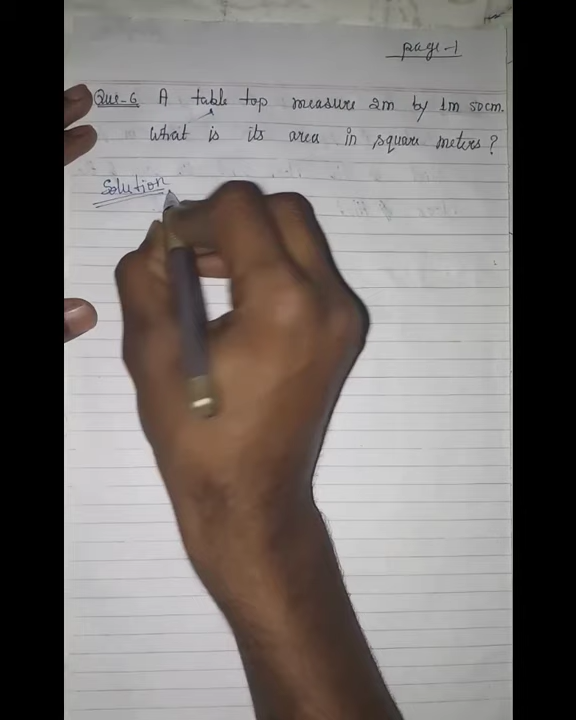 page-1
Que-6 A table top measure 2m by 1m 50cm.
What is its area in square meters?
Solution